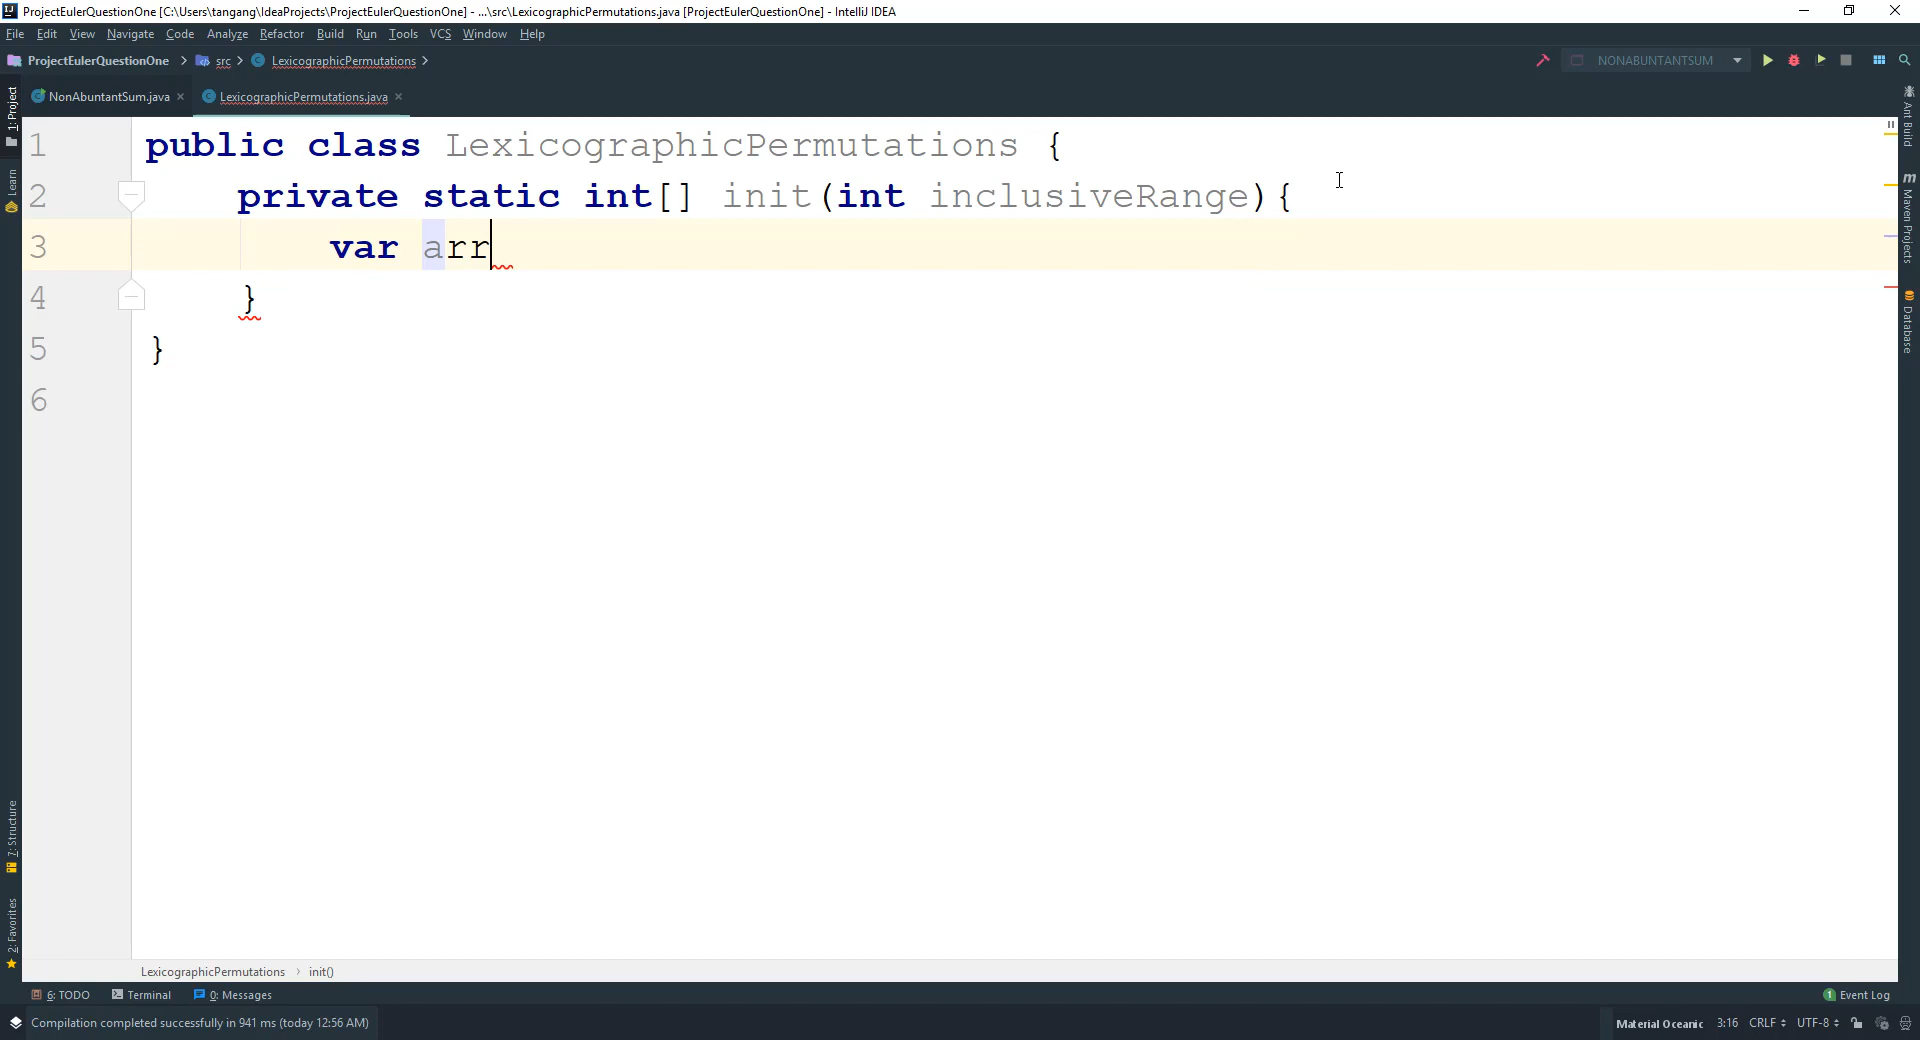 ProjectEulerQuestionOne [C:\Users\tangang\IdeaProjects\ProjectEulerQuestionOne] - ...\src\LexicographicPermutations.java [ProjectEulerQuestionOne] - IntelliJ IDEA
File Edit View Navigate Code Analyze Refactor Build Run Tools VCS Window Help
ProjectEulerQuestionOne src LexicographicPermutations NONABUNTANTSUM
NonAbuntantSum.java LexicographicPermutations.java
1: Project
Learn
7: Structure
2: Favorites
1 public class LexicographicPermutations {
2 private static int[] init(int inclusiveRange){
3 var arr
4 }
5 }
6
Ant Build
m Maven Projects
Database
LexicographicPermutations › init()
6: TODO Terminal 0: Messages 1 Event Log
Compilation completed successfully in 941 ms (today 12:56 AM) Material Oceanic 3:16 CRLF UTF-8